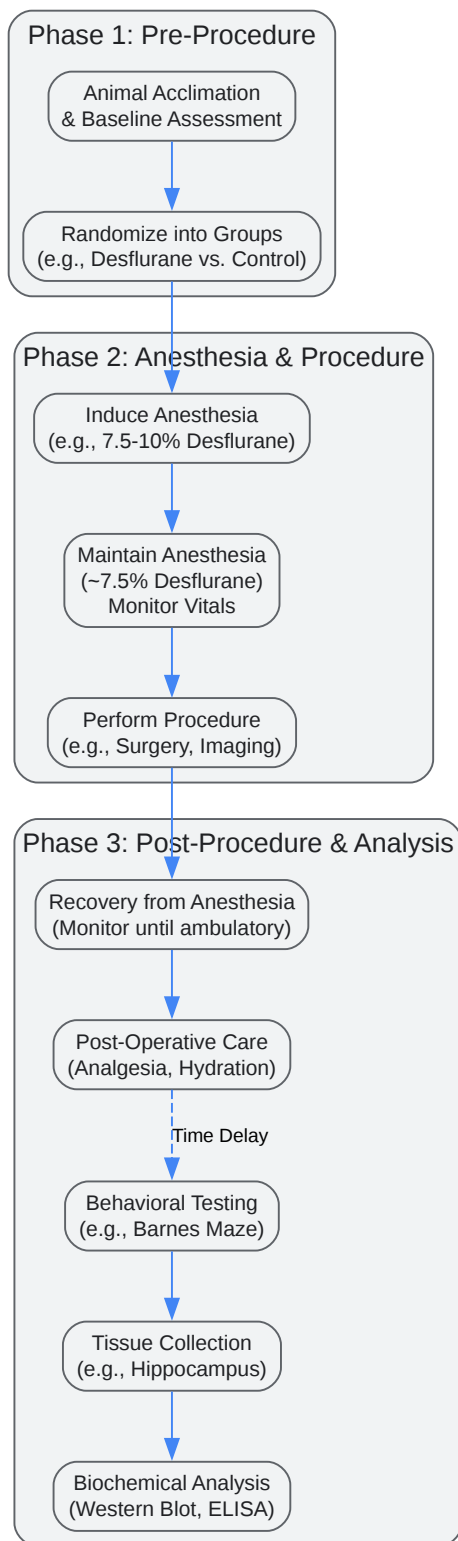 Phase 1: Pre-Procedure
Animal Acclimation
& Baseline Assessment
Randomize into Groups
(e.g., Desflurane vs. Control)
Phase 2: Anesthesia & Procedure
Induce Anesthesia
(e.g., 7.5-10% Desflurane)
Maintain Anesthesia
(~7.5% Desflurane)
Monitor Vitals
Perform Procedure
(e.g., Surgery, Imaging)
Phase 3: Post-Procedure & Analysis
Recovery from Anesthesia
(Monitor until ambulatory)
Post-Operative Care
(Analgesia, Hydration)
Time Delay
Behavioral Testing
(e.g., Barnes Maze)
Tissue Collection
(e.g., Hippocampus)
Biochemical Analysis
(Western Blot, ELISA)